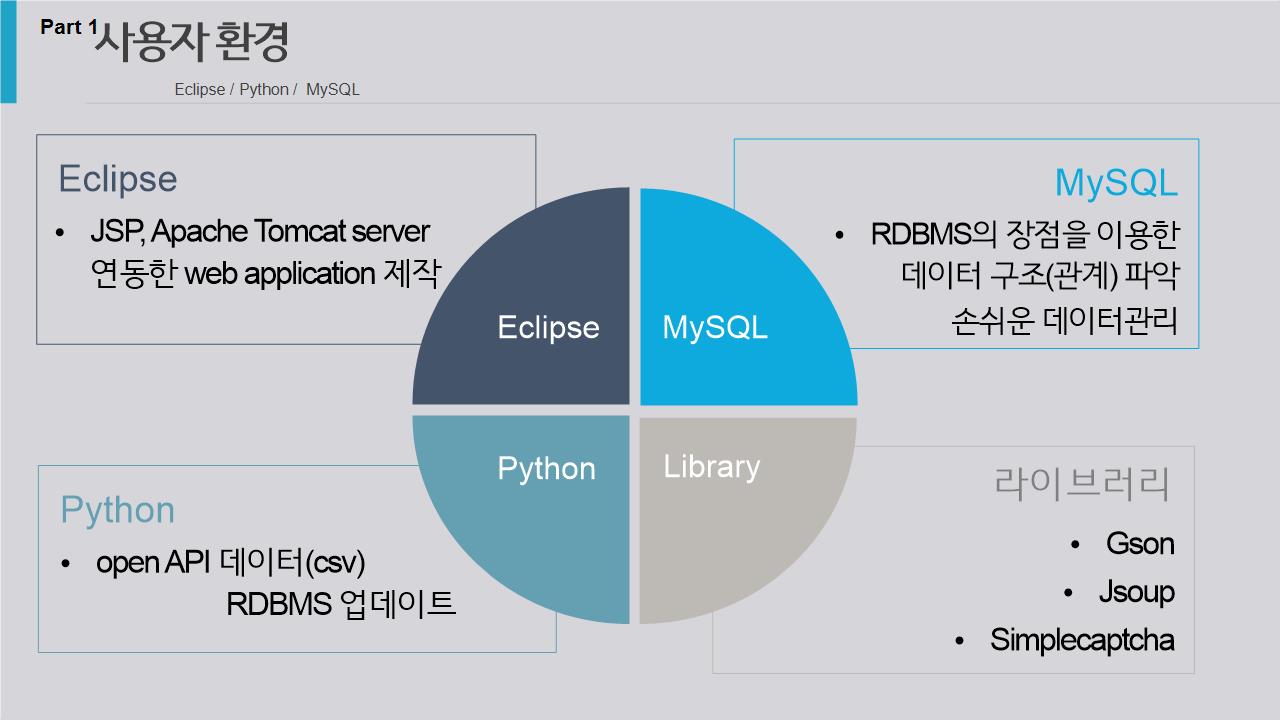 Part 1
사용자 환경
Eclipse / Python / MySQL
Eclipse
• JSP, Apache Tomcat server
연동한 web application 제작
MySQL
• RDBMS의 장점을 이용한
데이터 구조(관계) 파악
손쉬운 데이터관리
Eclipse
MySQL
Python
Library
Python
• open API 데이터(csv)
RDBMS 업데이트
라이브러리
• Gson
• Jsoup
• Simplecaptcha